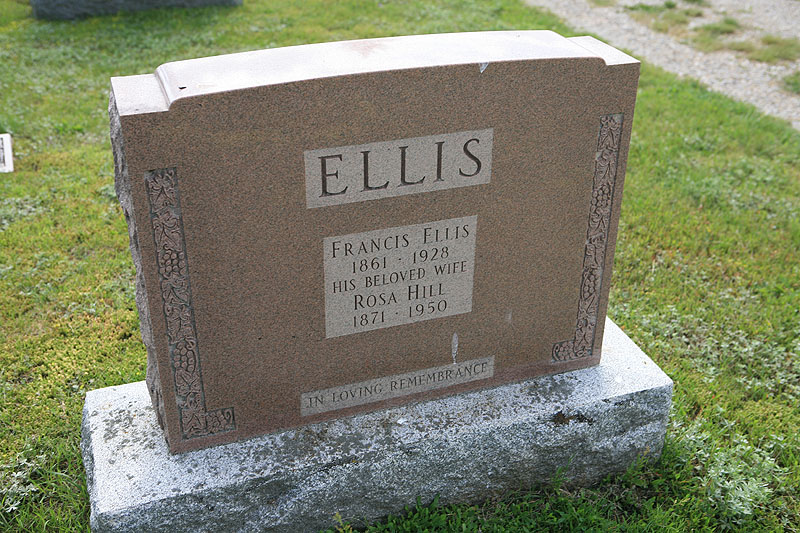 ELLIS
FRANCIS ELLIS
1861 - 1928
HIS BELOVED WIFE
ROSA HILL
1871 - 1950
IN LOVING REMEMBRANCE